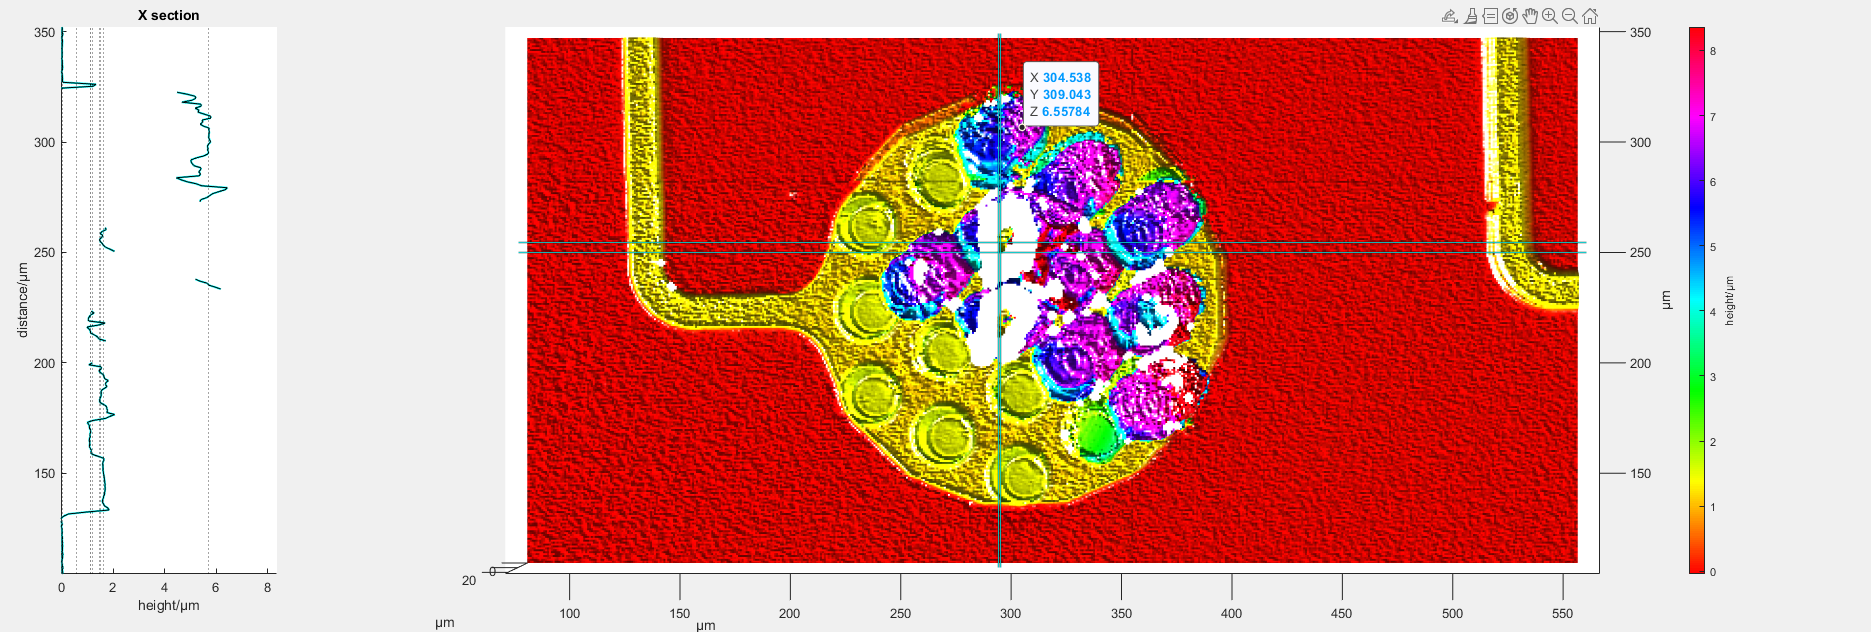 X section
350
300
250
200
150
distance/µm
0 2 4 6 8
height/µm
X 304.538
Y 309.043
Z 6.55784
350
300
250
200
150
µm
20
0
100 150 200 250 300 350 400 450 500 550
µm
µm
8
7
6
5
4
3
2
1
0
height/µm